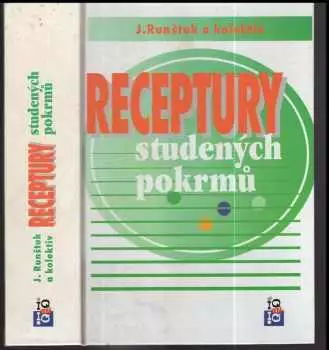 J.Runštuk a kolektiv
RECEPTURY
studených
pokrmů
J. Runštuk
a kolektiv
RECEPTURY
studených
pokrmů